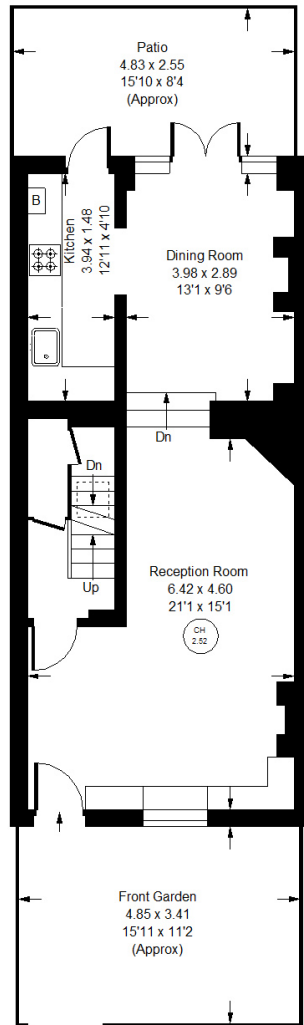 Patio
4.83 x 2.55
15'10 x 8'4
(Approx)
B
Kitchen
3.94 x 1.48
12'11 x 4'10
Dining Room
3.98 x 2.89
13'1 x 9'6
Dn
Dn
Up
Reception Room
6.42 x 4.60
21'1 x 15'1
CH
2.52
Front Garden
4.85 x 3.41
15'11 x 11'2
(Approx)